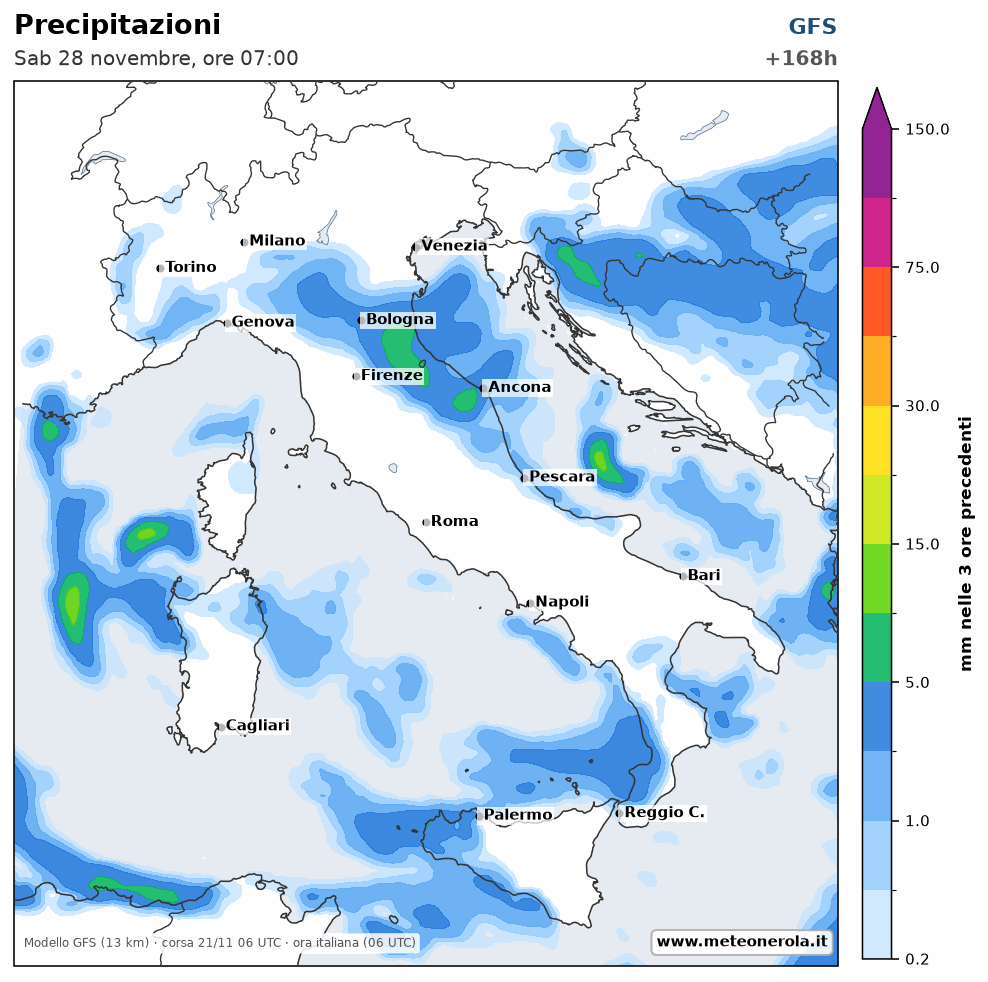 Precipitazioni
GFS
Sab 28 novembre, ore 07:00
+168h
150.0
75.0
30.0
15.0
5.0
1.0
0.2
mm nelle 3 ore precedenti
Milano
Venezia
Torino
Genova
Bologna
Firenze
Ancona
Pescara
Roma
Bari
Napoli
Cagliari
Palermo
Reggio C.
Modello GFS (13 km) · corsa 21/11 06 UTC · ora italiana (06 UTC)
www.meteonerola.it